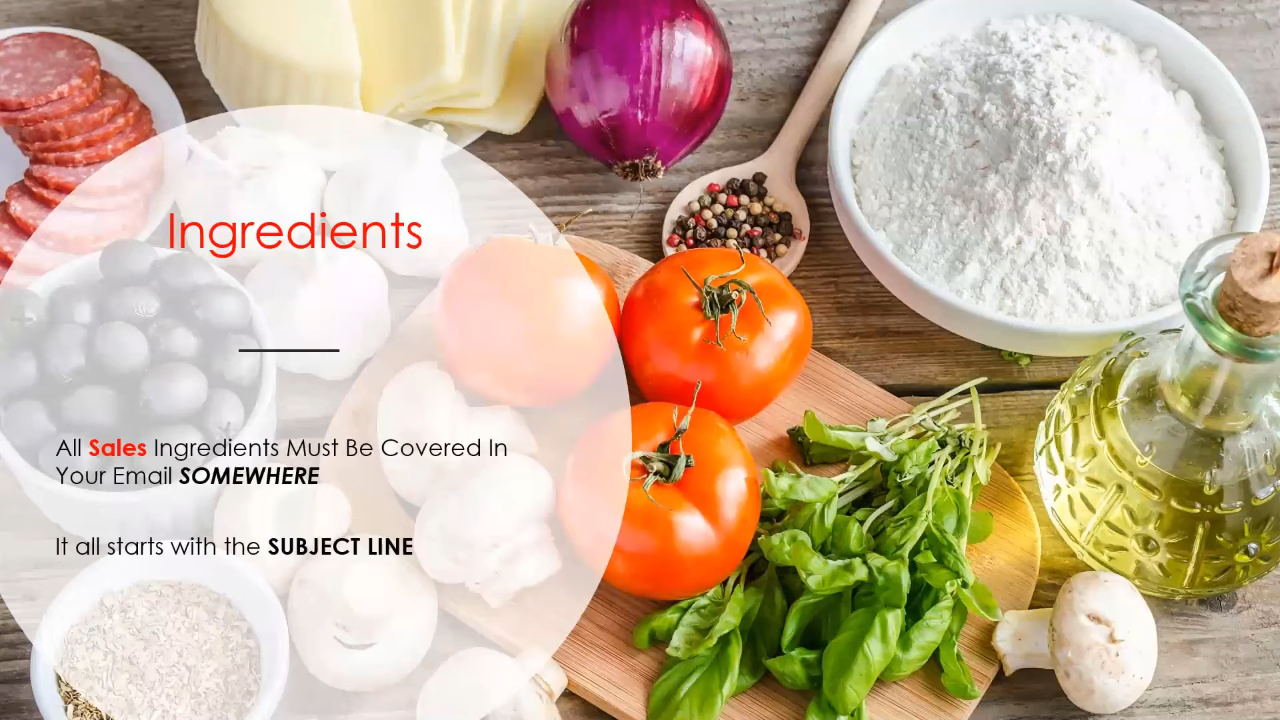 Ingredients
All Sales Ingredients Must Be Covered In
Your Email SOMEWHERE
It all starts with the SUBJECT LINE